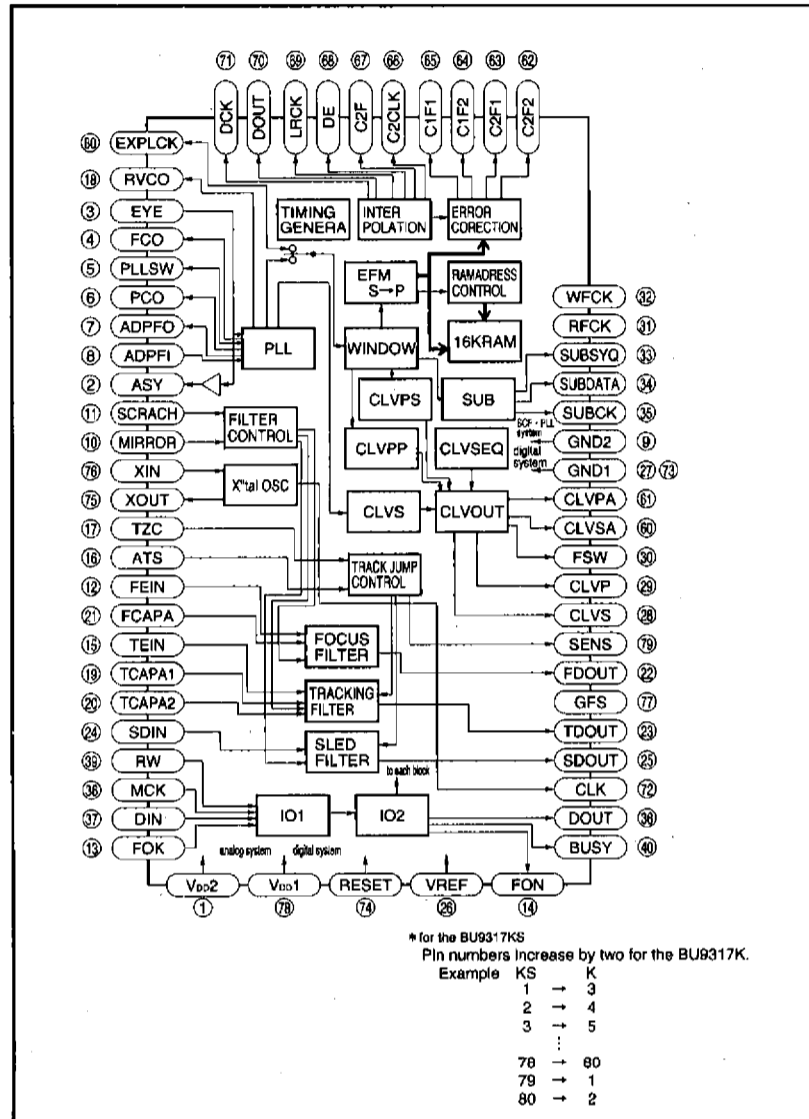 71 70 69 68 67 66 65 64 63 62
DCK DOUT LRCK DE C2F C2CLK C1F1 C1F2 C2F1 C2F2
EXPLCK
18 RVCO
3 EYE
4 FCO
5 PLLSW
6 PCO
7 ADPFO
8 ADPFI
2 ASY
11 SCRACH
10 MIRROR
76 XIN
75 XOUT
17 TZC
16 ATS
12 FEIN
21 FCAPA
15 TEIN
19 TCAPA1
20 TCAPA2
24 SDIN
39 RW
36 MCK
37 DIN
13 FOK
TIMING
GENERA
INTER
POLATION
ERROR
CORECTION
EFM
S→P
RAMADRESS
CONTROL
PLL
WINDOW
16KRAM
CLVPS
SUB
FILTER
CONTROL
CLVPP
CLVSEQ
X'tal OSC
CLVS
CLVOUT
TRACK JUMP
CONTROL
FOCUS
FILTER
TRACKING
FILTER
SLED
FILTER
to each block
IO1
IO2
analog system
digital system
SCF・PLL
system
digital
system
WFCK 32
RFCK 31
SUBSYQ 33
SUBDATA 34
SUBCK 35
GND2 9
GND1 27 73
CLVPA 61
CLVSA 60
FSW 30
CLVP 29
CLVS 28
SENS 79
FDOUT 22
GFS 77
TDOUT 23
SDOUT 25
CLK 72
DOUT 38
BUSY 40
VDD2 VDD1 RESET VREF FON
1 78 74 26 14
* for the BU9317KS
Pin numbers increase by two for the BU9317K.
Example KS K
1 → 3
2 → 4
3 → 5
⋮
78 → 80
79 → 1
80 → 2